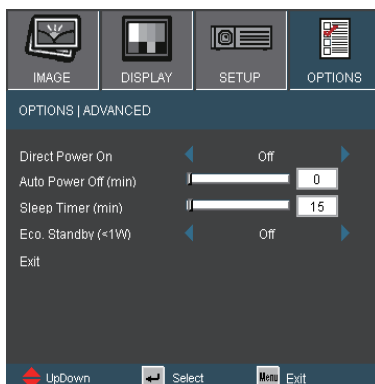 IMAGE DISPLAY SETUP OPTIONS
OPTIONS | ADVANCED
Direct Power On Off
Auto Power Off (min) 0
Sleep Timer (min) 15
Eco. Standby (<1W) Off
Exit
UpDown Select Menu Exit